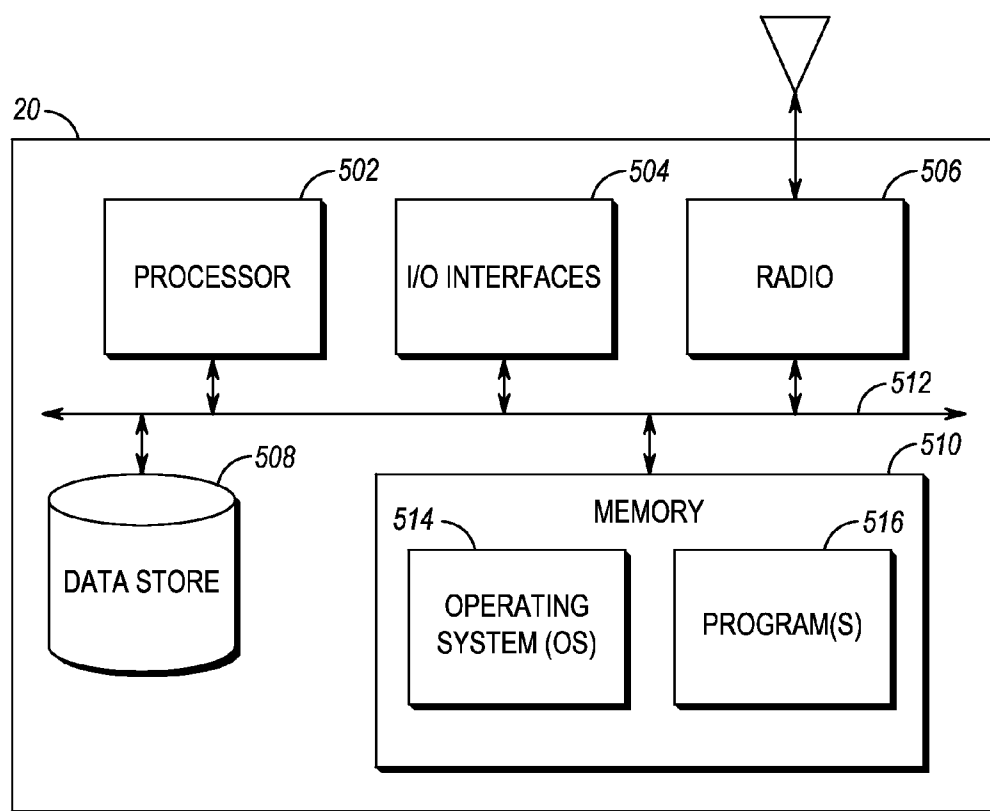 20
502
504
506
PROCESSOR
I/O INTERFACES
RADIO
512
508
510
MEMORY
514
516
DATA STORE
OPERATING
SYSTEM (OS)
PROGRAM(S)